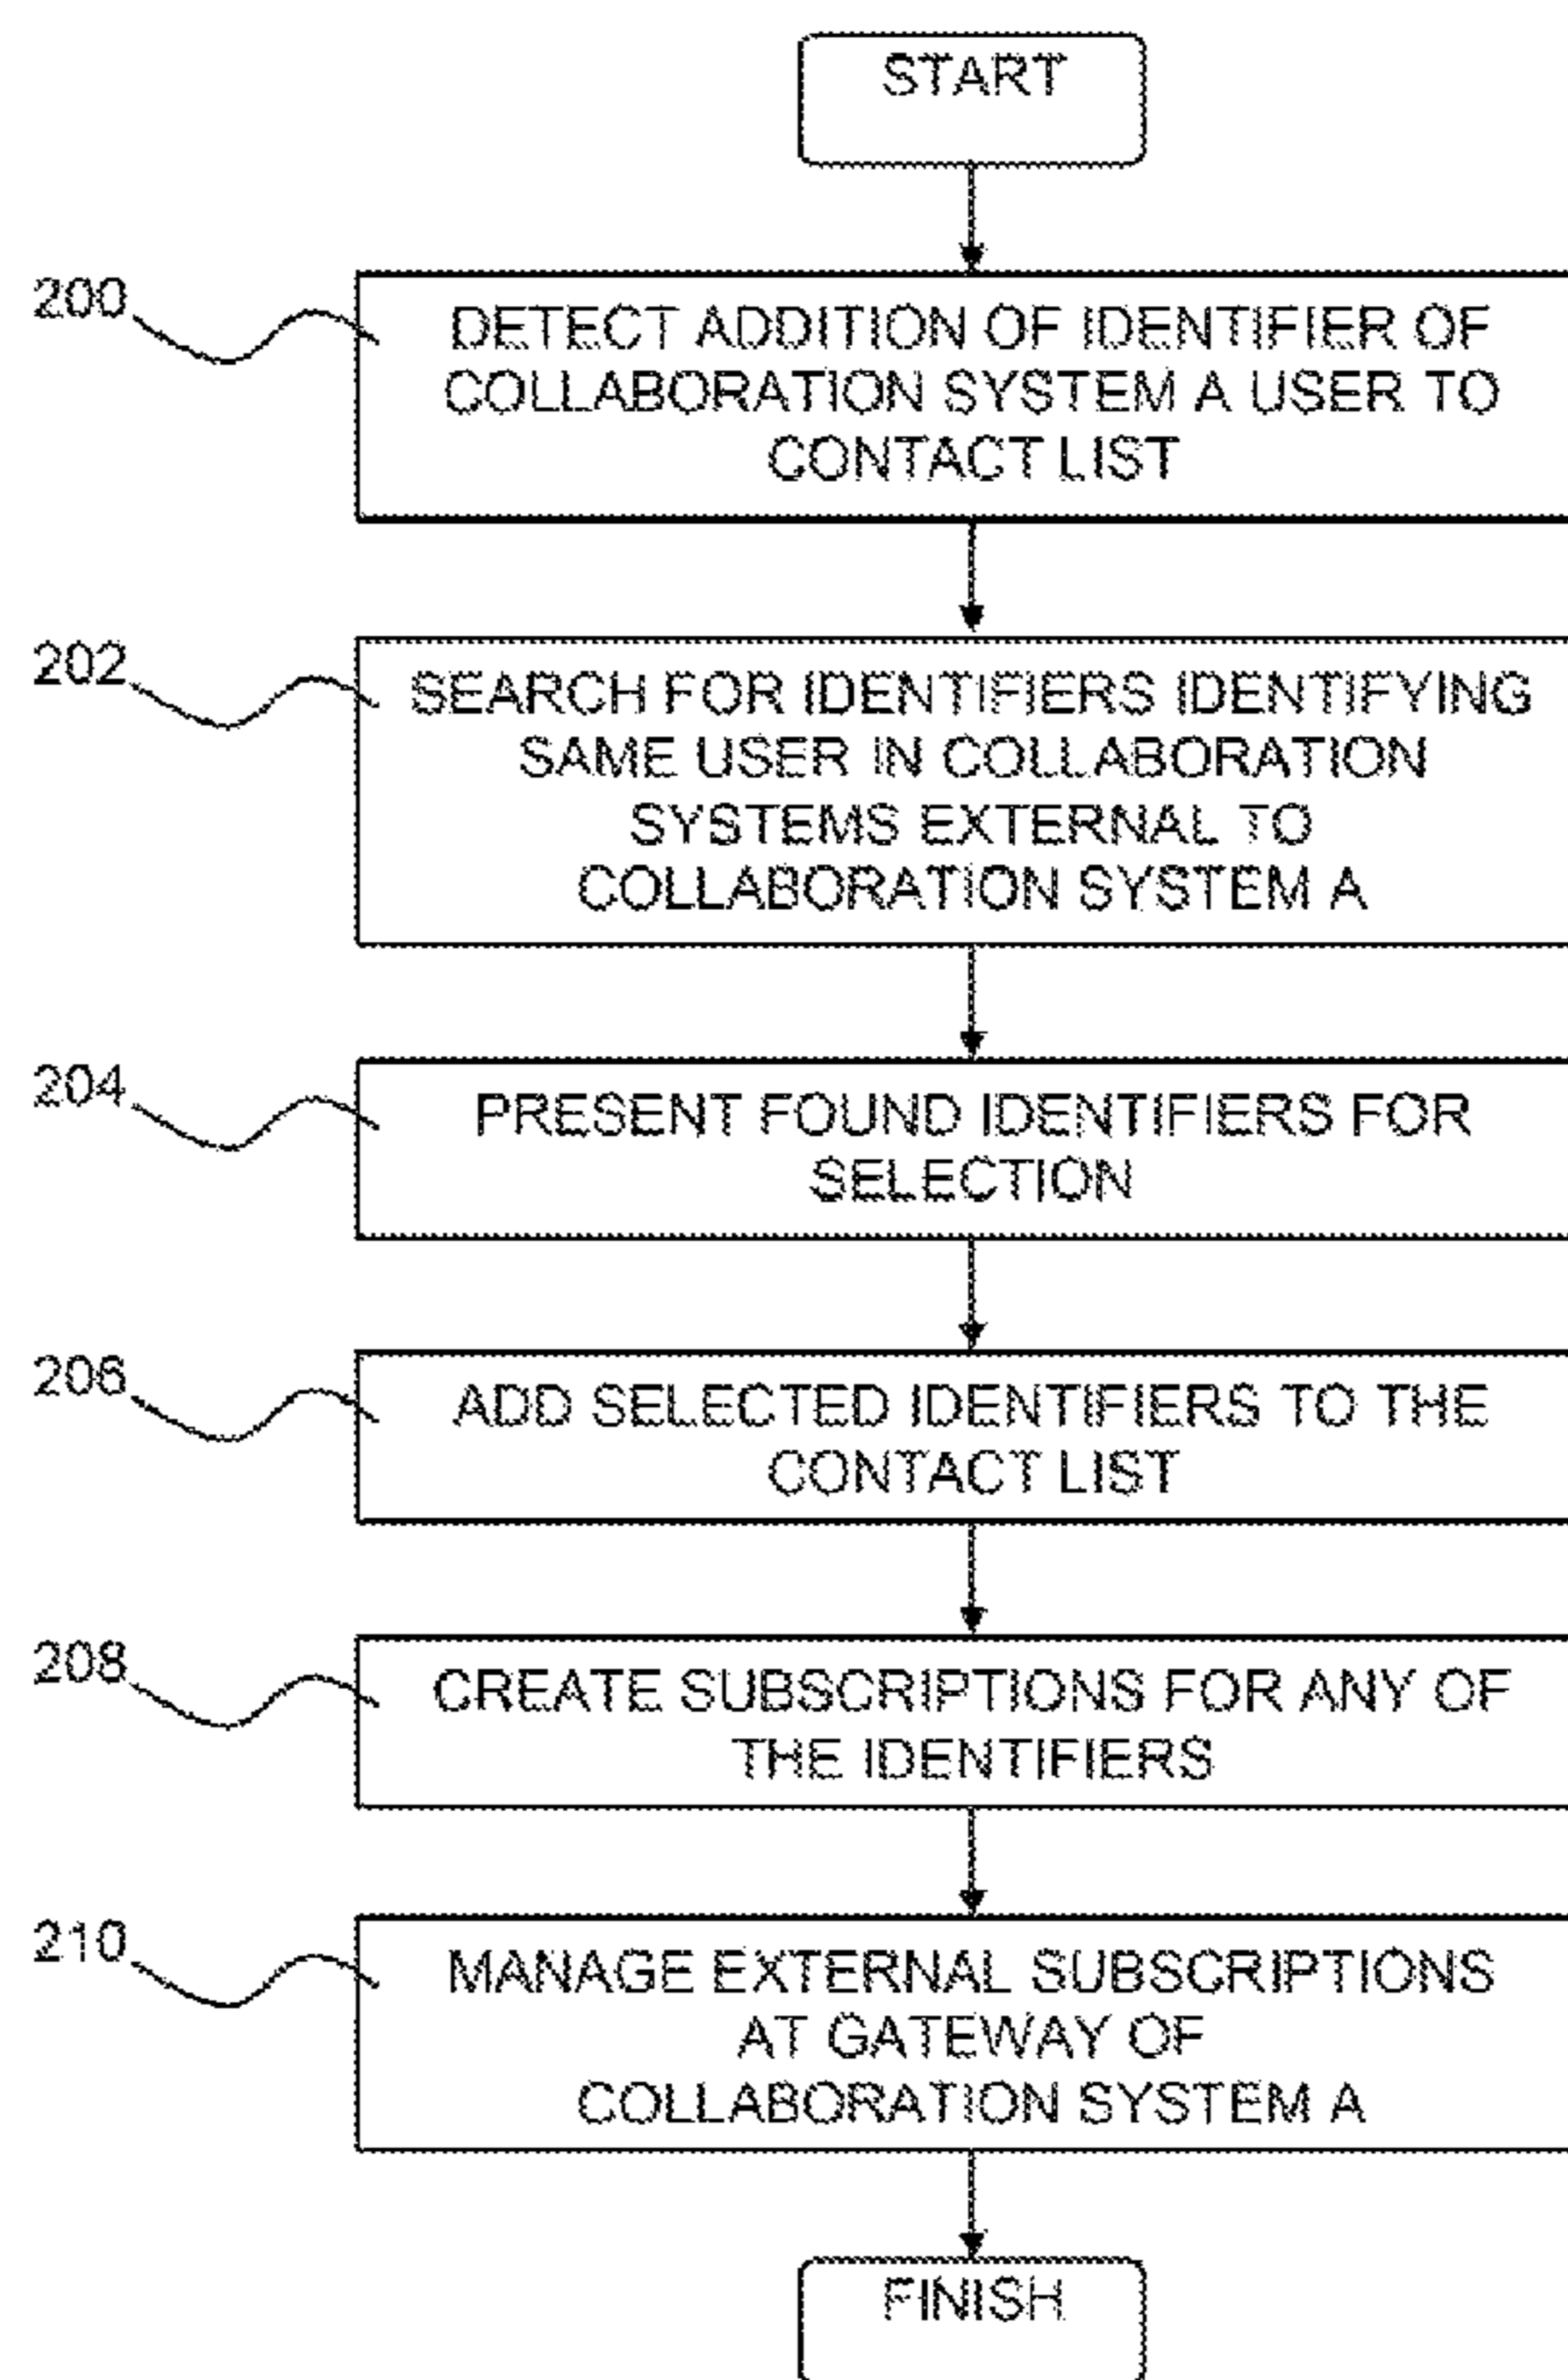 START
200
DETECT ADDITION OF IDENTIFIER OF
COLLABORATION SYSTEM A USER TO
CONTACT LIST
202
SEARCH FOR IDENTIFIERS IDENTIFYING
SAME USER IN COLLABORATION
SYSTEMS EXTERNAL TO
COLLABORATION SYSTEM A
204
PRESENT FOUND IDENTIFIERS FOR
SELECTION
206
ADD SELECTED IDENTIFIERS TO THE
CONTACT LIST
208
CREATE SUBSCRIPTIONS FOR ANY OF
THE IDENTIFIERS
210
MANAGE EXTERNAL SUBSCRIPTIONS
AT GATEWAY OF
COLLABORATION SYSTEM A
FINISH